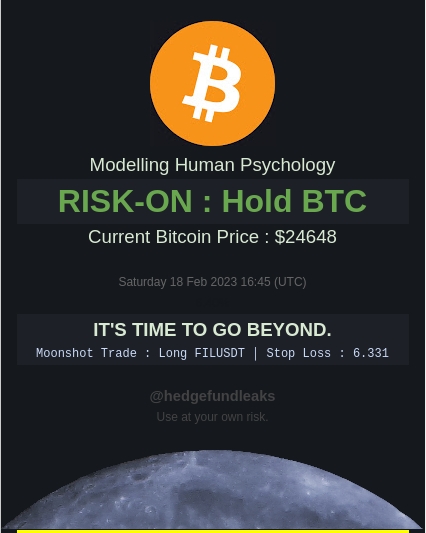 Modelling Human Psychology
RISK-ON : Hold BTC
Current Bitcoin Price : $24648
Saturday 18 Feb 2023 16:45 (UTC)
IT'S TIME TO GO BEYOND.
Moonshot Trade : Long FILUSDT | Stop Loss : 6.331
@hedgefundleaks
Use at your own risk.